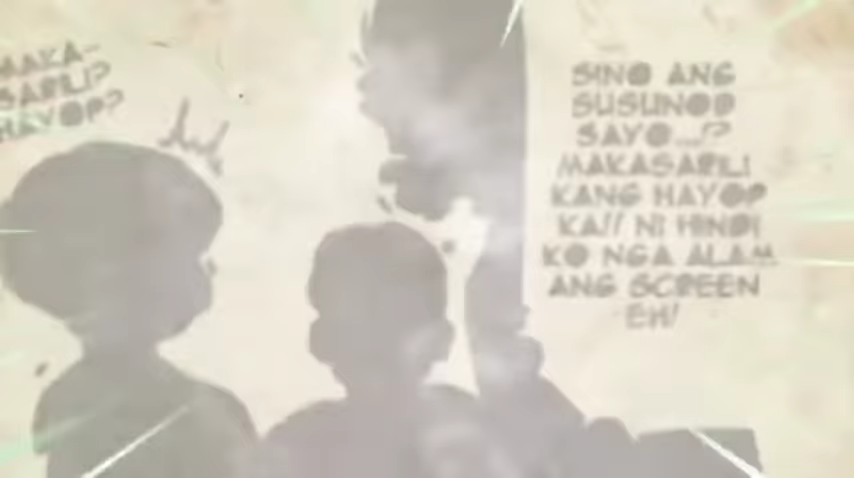 MAKA-
SARILI?
HAYOP?
SINO ANG
SUSUNOD
SAYO...!?
MAKASARILI
KANG HAYOP
KA!! NI HINDI
KO NGA ALAM
ANG SCREEN
EH!